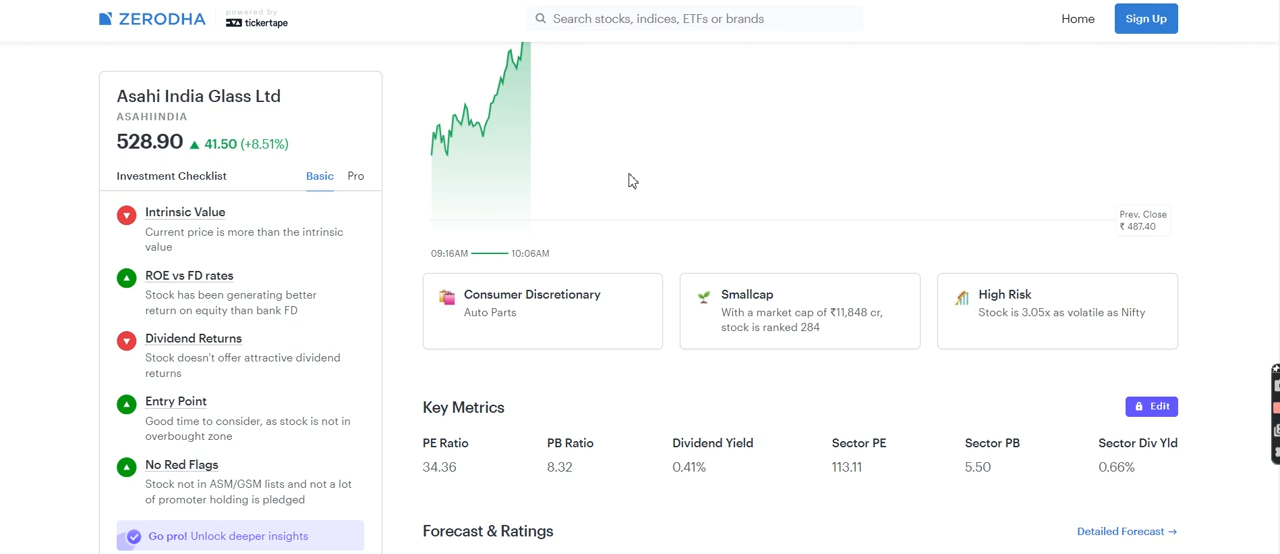 ZERODHA
powered by
tickertape
Search stocks, indices, ETFs or brands
Home
Sign Up
Asahi India Glass Ltd
ASAHIINDIA
528.90 ▲ 41.50 (+8.51%)
Investment Checklist
Basic
Pro
Intrinsic Value
Current price is more than the intrinsic
value
ROE vs FD rates
Stock has been generating better
return on equity than bank FD
Dividend Returns
Stock doesn't offer attractive dividend
returns
Entry Point
Good time to consider, as stock is not in
overbought zone
No Red Flags
Stock not in ASM/GSM lists and not a lot
of promoter holding is pledged
Go pro! Unlock deeper insights
Prev. Close
₹ 487.40
09:16AM
10:06AM
Consumer Discretionary
Auto Parts
Smallcap
With a market cap of ₹11,848 cr,
stock is ranked 284
High Risk
Stock is 3.05x as volatile as Nifty
Key Metrics
Edit
PE Ratio
PB Ratio
Dividend Yield
Sector PE
Sector PB
Sector Div Yld
34.36
8.32
0.41%
113.11
5.50
0.66%
Forecast & Ratings
Detailed Forecast →